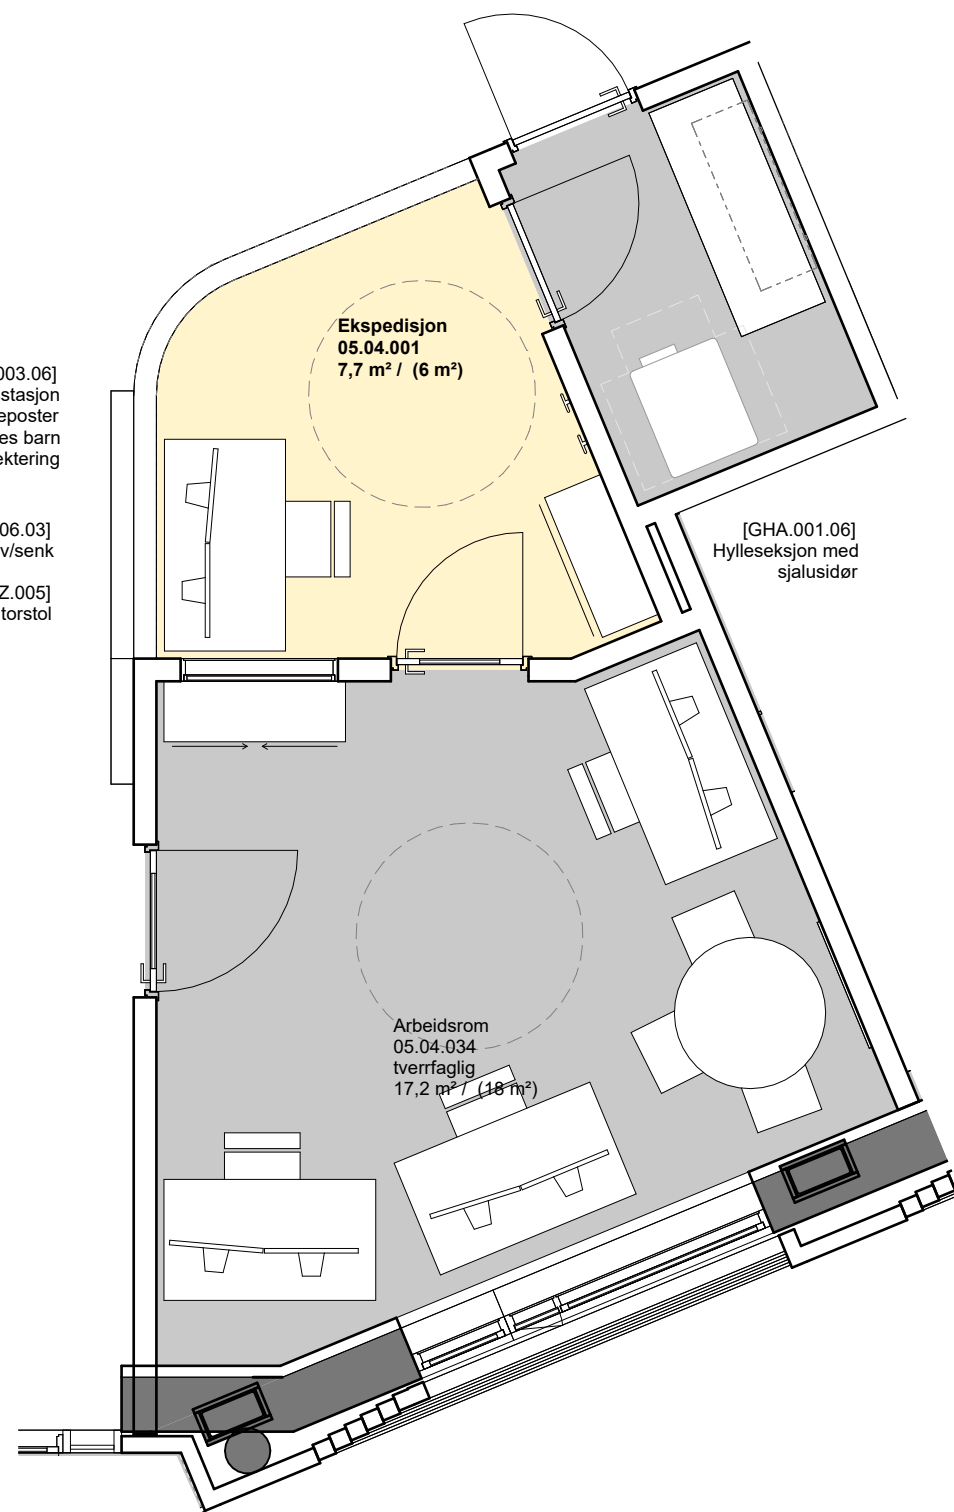 Ekspedisjon
05.04.001
7,7 m² / (6 m²)
003.06]
stasjon
eposter
es barn
ektering
06.03]
v/senk
Z.005]
torstol
[GHA.001.06]
Hylleseksjon med
sjalusidør
Arbeidsrom
05.04.034
tverrfaglig
17,2 m² / (18 m²)